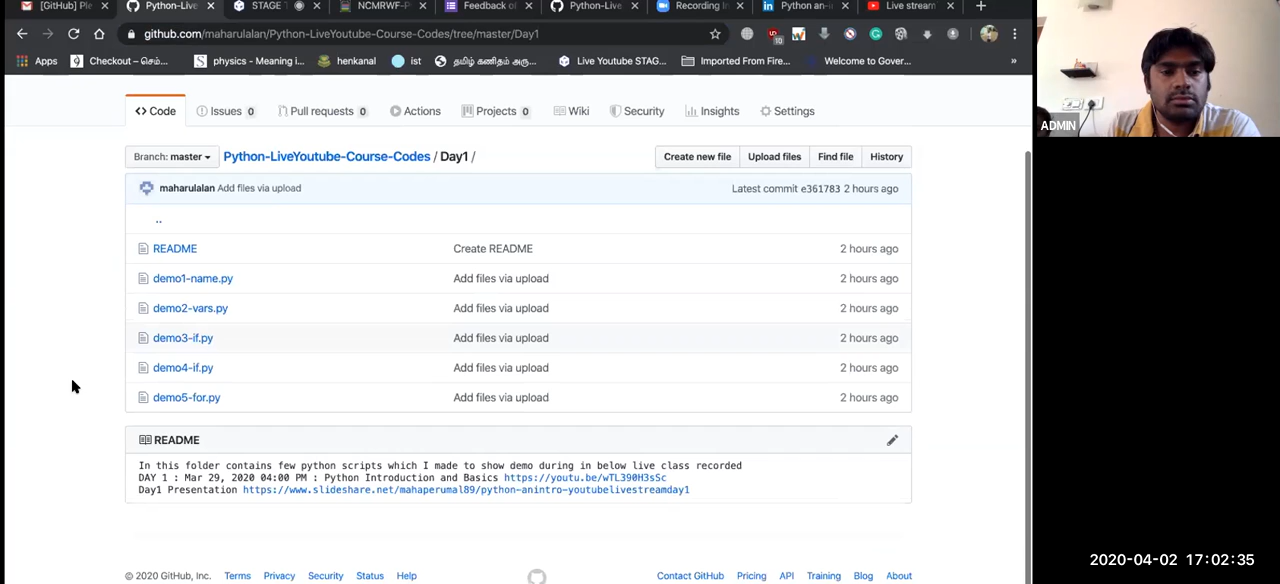 [GitHub] Ple
Python-Live
STAGE
NCMRWF-P
Feedback of
Python-Live
Recording in
Python an-i
Live stream
github.com/maharulalan/Python-LiveYoutube-Course-Codes/tree/master/Day1
10
Apps
Checkout – செம்...
physics - Meaning i...
henkanal
ist
தமிழ் கணிதம் அரு...
Live Youtube STAG...
Imported From Fire...
Welcome to Gover...
»
ADMIN
<> Code
Issues 0
Pull requests 0
Actions
Projects 0
Wiki
Security
Insights
Settings
Branch: master
Python-LiveYoutube-Course-Codes / Day1 /
Create new file
Upload files
Find file
History
maharulalan Add files via upload
Latest commit e361783 2 hours ago
..
README Create README 2 hours ago
demo1-name.py Add files via upload 2 hours ago
demo2-vars.py Add files via upload 2 hours ago
demo3-if.py Add files via upload 2 hours ago
demo4-if.py Add files via upload 2 hours ago
demo5-for.py Add files via upload 2 hours ago
README
In this folder contains few python scripts which I made to show demo during in below live class recorded
DAY 1 : Mar 29, 2020 04:00 PM : Python Introduction and Basics https://youtu.be/wTL390H3sSc
Day1 Presentation https://www.slideshare.net/mahaperumal89/python-anintro-youtubelivestreamday1
© 2020 GitHub, Inc. Terms Privacy Security Status Help Contact GitHub Pricing API Training Blog About
2020-04-02 17:02:35